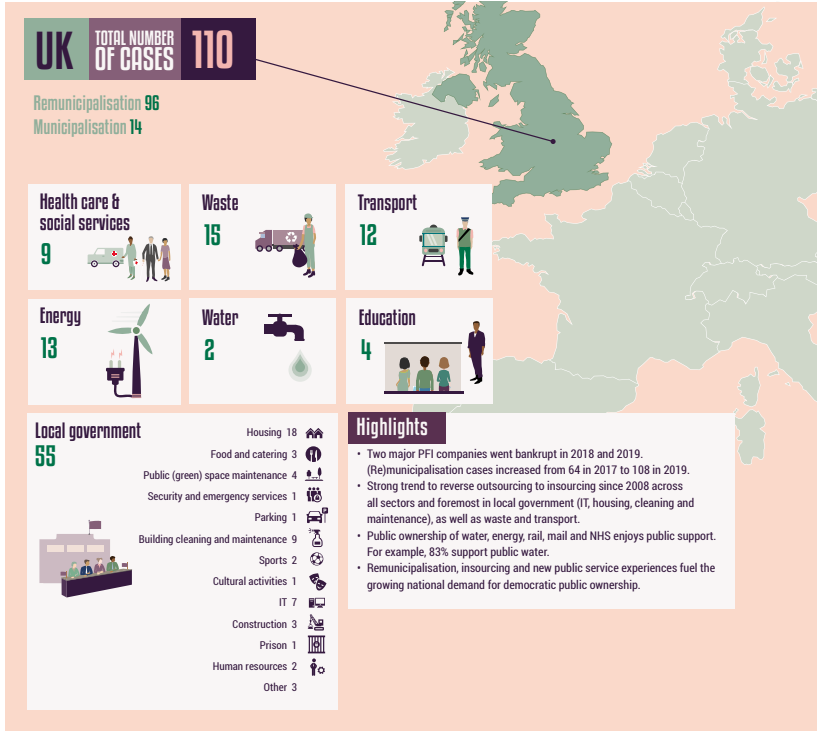 UK TOTAL NUMBER OF CASES 110
Remunicipalisation 96
Municipalisation 14
Health care &
social services
9
Waste
15
Transport
12
Energy
13
Water
2
Education
4
Local government
55
Housing 18
Food and catering 3
Public (green) space maintenance 4
Security and emergency services 1
Parking 1
Building cleaning and maintenance 9
Sports 2
Cultural activities 1
IT 7
Construction 3
Prison 1
Human resources 2
Other 3
Highlights
• Two major PFI companies went bankrupt in 2018 and 2019.
(Re)municipalisation cases increased from 64 in 2017 to 108 in 2019.
• Strong trend to reverse outsourcing to insourcing since 2008 across
all sectors and foremost in local government (IT, housing, cleaning and
maintenance), as well as waste and transport.
• Public ownership of water, energy, rail, mail and NHS enjoys public support.
For example, 83% support public water.
• Remunicipalisation, insourcing and new public service experiences fuel the
growing national demand for democratic public ownership.